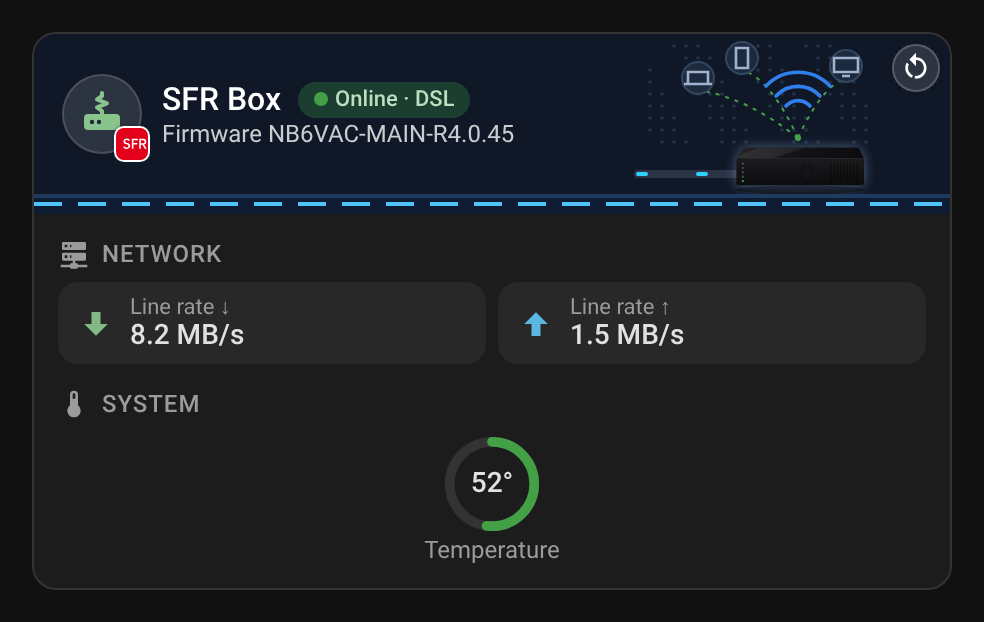 SFR Box
Online · DSL
Firmware NB6VAC-MAIN-R4.0.45
SFR
NETWORK
Line rate ↓
8.2 MB/s
Line rate ↑
1.5 MB/s
SYSTEM
52°
Temperature